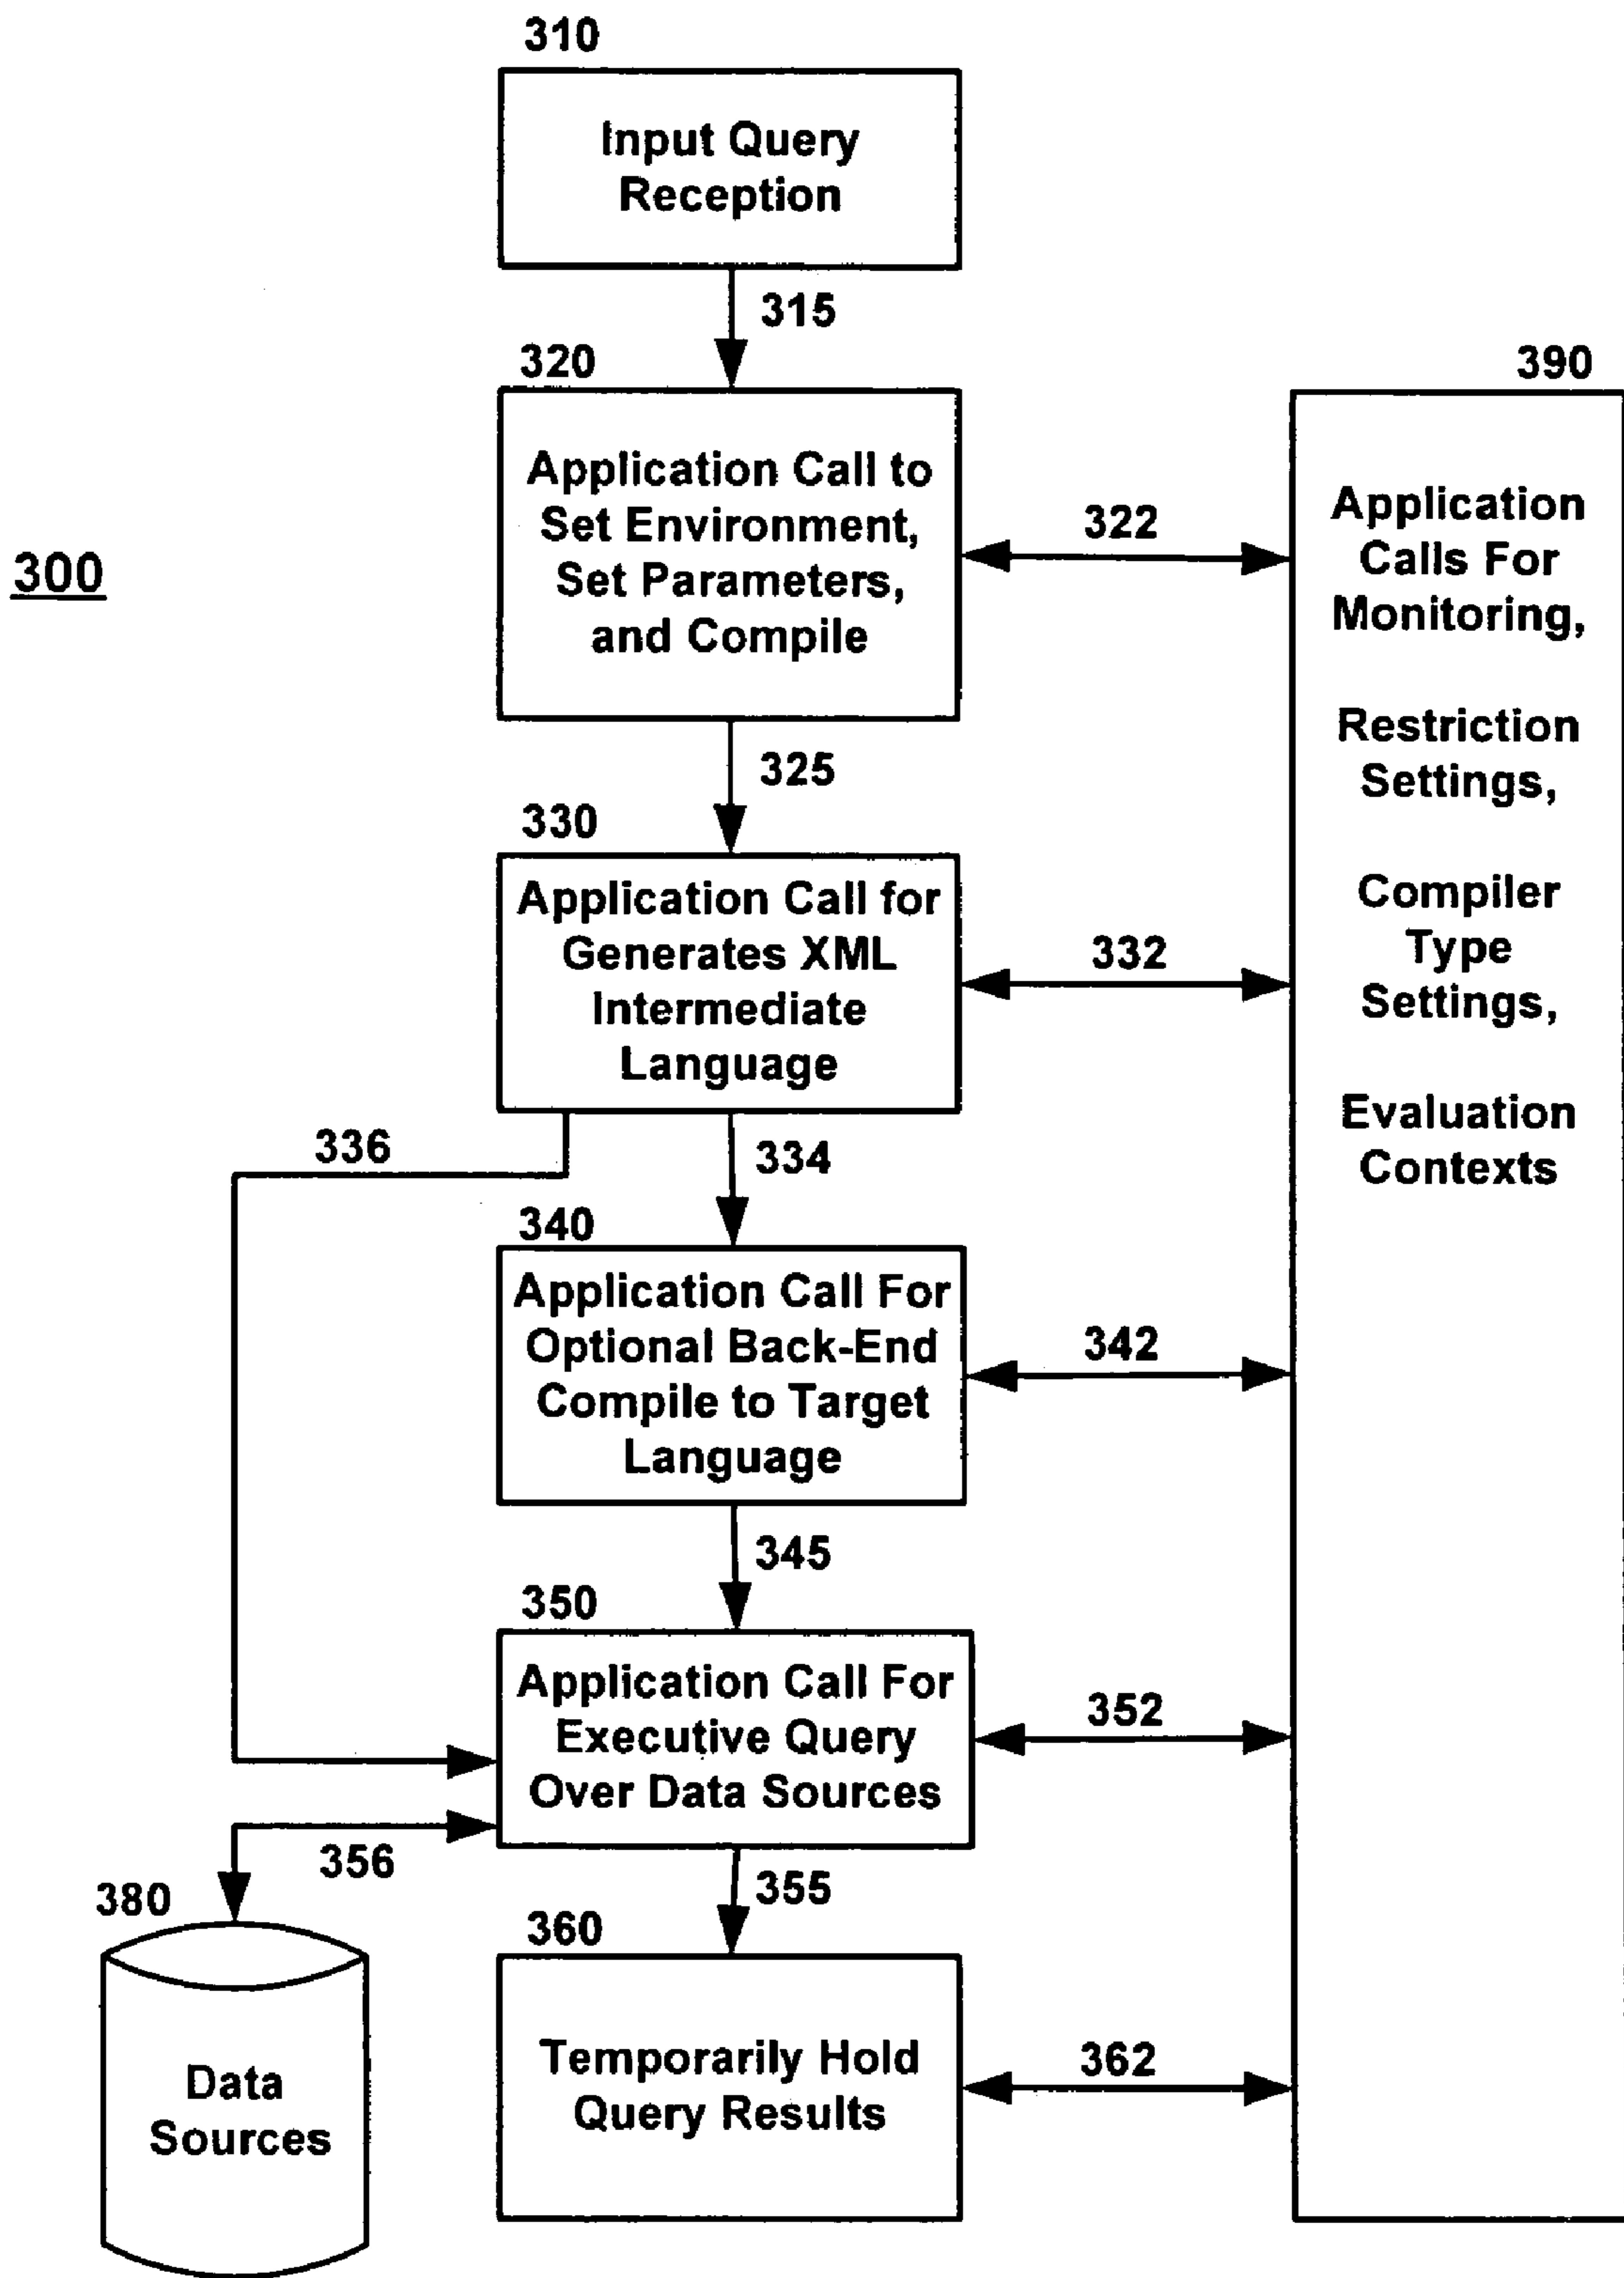 310
Input Query
Reception
315
320
390
Application Call to
Set Environment,
Set Parameters,
and Compile
322
Application
Calls For
Monitoring,
Restriction
Settings,
Compiler
Type
Settings,
Evaluation
Contexts
300
325
330
Application Call for
Generates XML
Intermediate
Language
332
336
334
340
Application Call For
Optional Back-End
Compile to Target
Language
342
345
350
Application Call For
Executive Query
Over Data Sources
352
356
355
380
360
Data
Sources
Temporarily Hold
Query Results
362